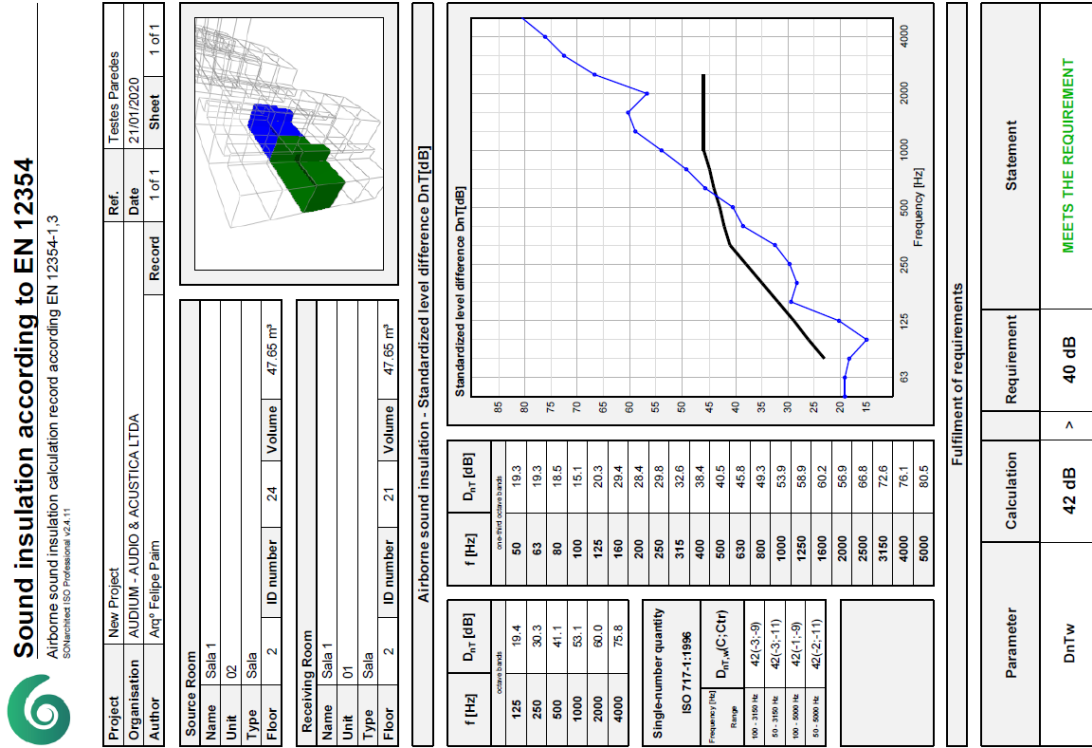 Sound insulation according to EN 12354
Airborne sound insulation calculation record according EN 12354-1,3
SONarchitect ISO Professional v2.4.11
Project New Project Ref. Testes Paredes
Organisation AUDIUM - AUDIO & ACUSTICA LTDA Date 21/01/2020
Author Arqº Felipe Paim Record 1 of 1 Sheet 1 of 1
Source Room
Name Sala 1
Unit 02
Type Sala
Floor 2 ID number 24 Volume 47.65 m³
Receiving Room
Name Sala 1
Unit 01
Type Sala
Floor 2 ID number 21 Volume 47.65 m³
Airborne sound insulation - Standardized level difference DnT[dB]
f [Hz] DnT [dB]
octave bands
125 19.4
250 30.3
500 41.1
1000 53.1
2000 60.0
4000 75.8
Single-number quantity
ISO 717-1:1996
Frequency [Hz] Range DnT,w(C;Ctr)
100 - 3150 Hz 42(-3;-9)
50 - 3150 Hz 42(-3;-11)
100 - 5000 Hz 42(-1;-9)
50 - 5000 Hz 42(-2;-11)
f [Hz] DnT [dB]
one-third octave bands
50 19.3
63 19.3
80 18.5
100 15.1
125 20.3
160 29.4
200 28.4
250 29.8
315 32.6
400 38.4
500 40.5
630 45.8
800 49.3
1000 53.9
1250 58.9
1600 60.2
2000 56.9
2500 66.8
3150 72.6
4000 76.1
5000 80.5
Standardized level difference DnT[dB]
85
80
75
70
65
60
55
50
45
40
35
30
25
20
15
63 125 250 500 1000 2000 4000
Frequency [Hz]
Fulfilment of requirements
Parameter Calculation Requirement Statement
DnTw 42 dB > 40 dB MEETS THE REQUIREMENT